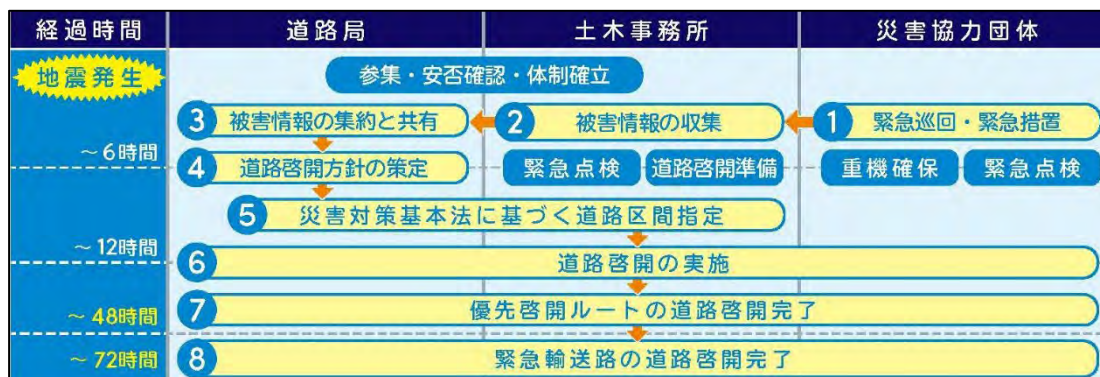 経過時間 道路局 土木事務所 災害協力団体
地震発生 参集・安否確認・体制確立
3 被害情報の集約と共有 2 被害情報の収集 1 緊急巡回・緊急措置
～6時間 4 道路啓開方針の策定 緊急点検 道路啓開準備 重機確保 緊急点検
5 災害対策基本法に基づく道路区間指定
～12時間
6 道路啓開の実施
～48時間 7 優先啓開ルートの道路啓開完了
～72時間 8 緊急輸送路の道路啓開完了